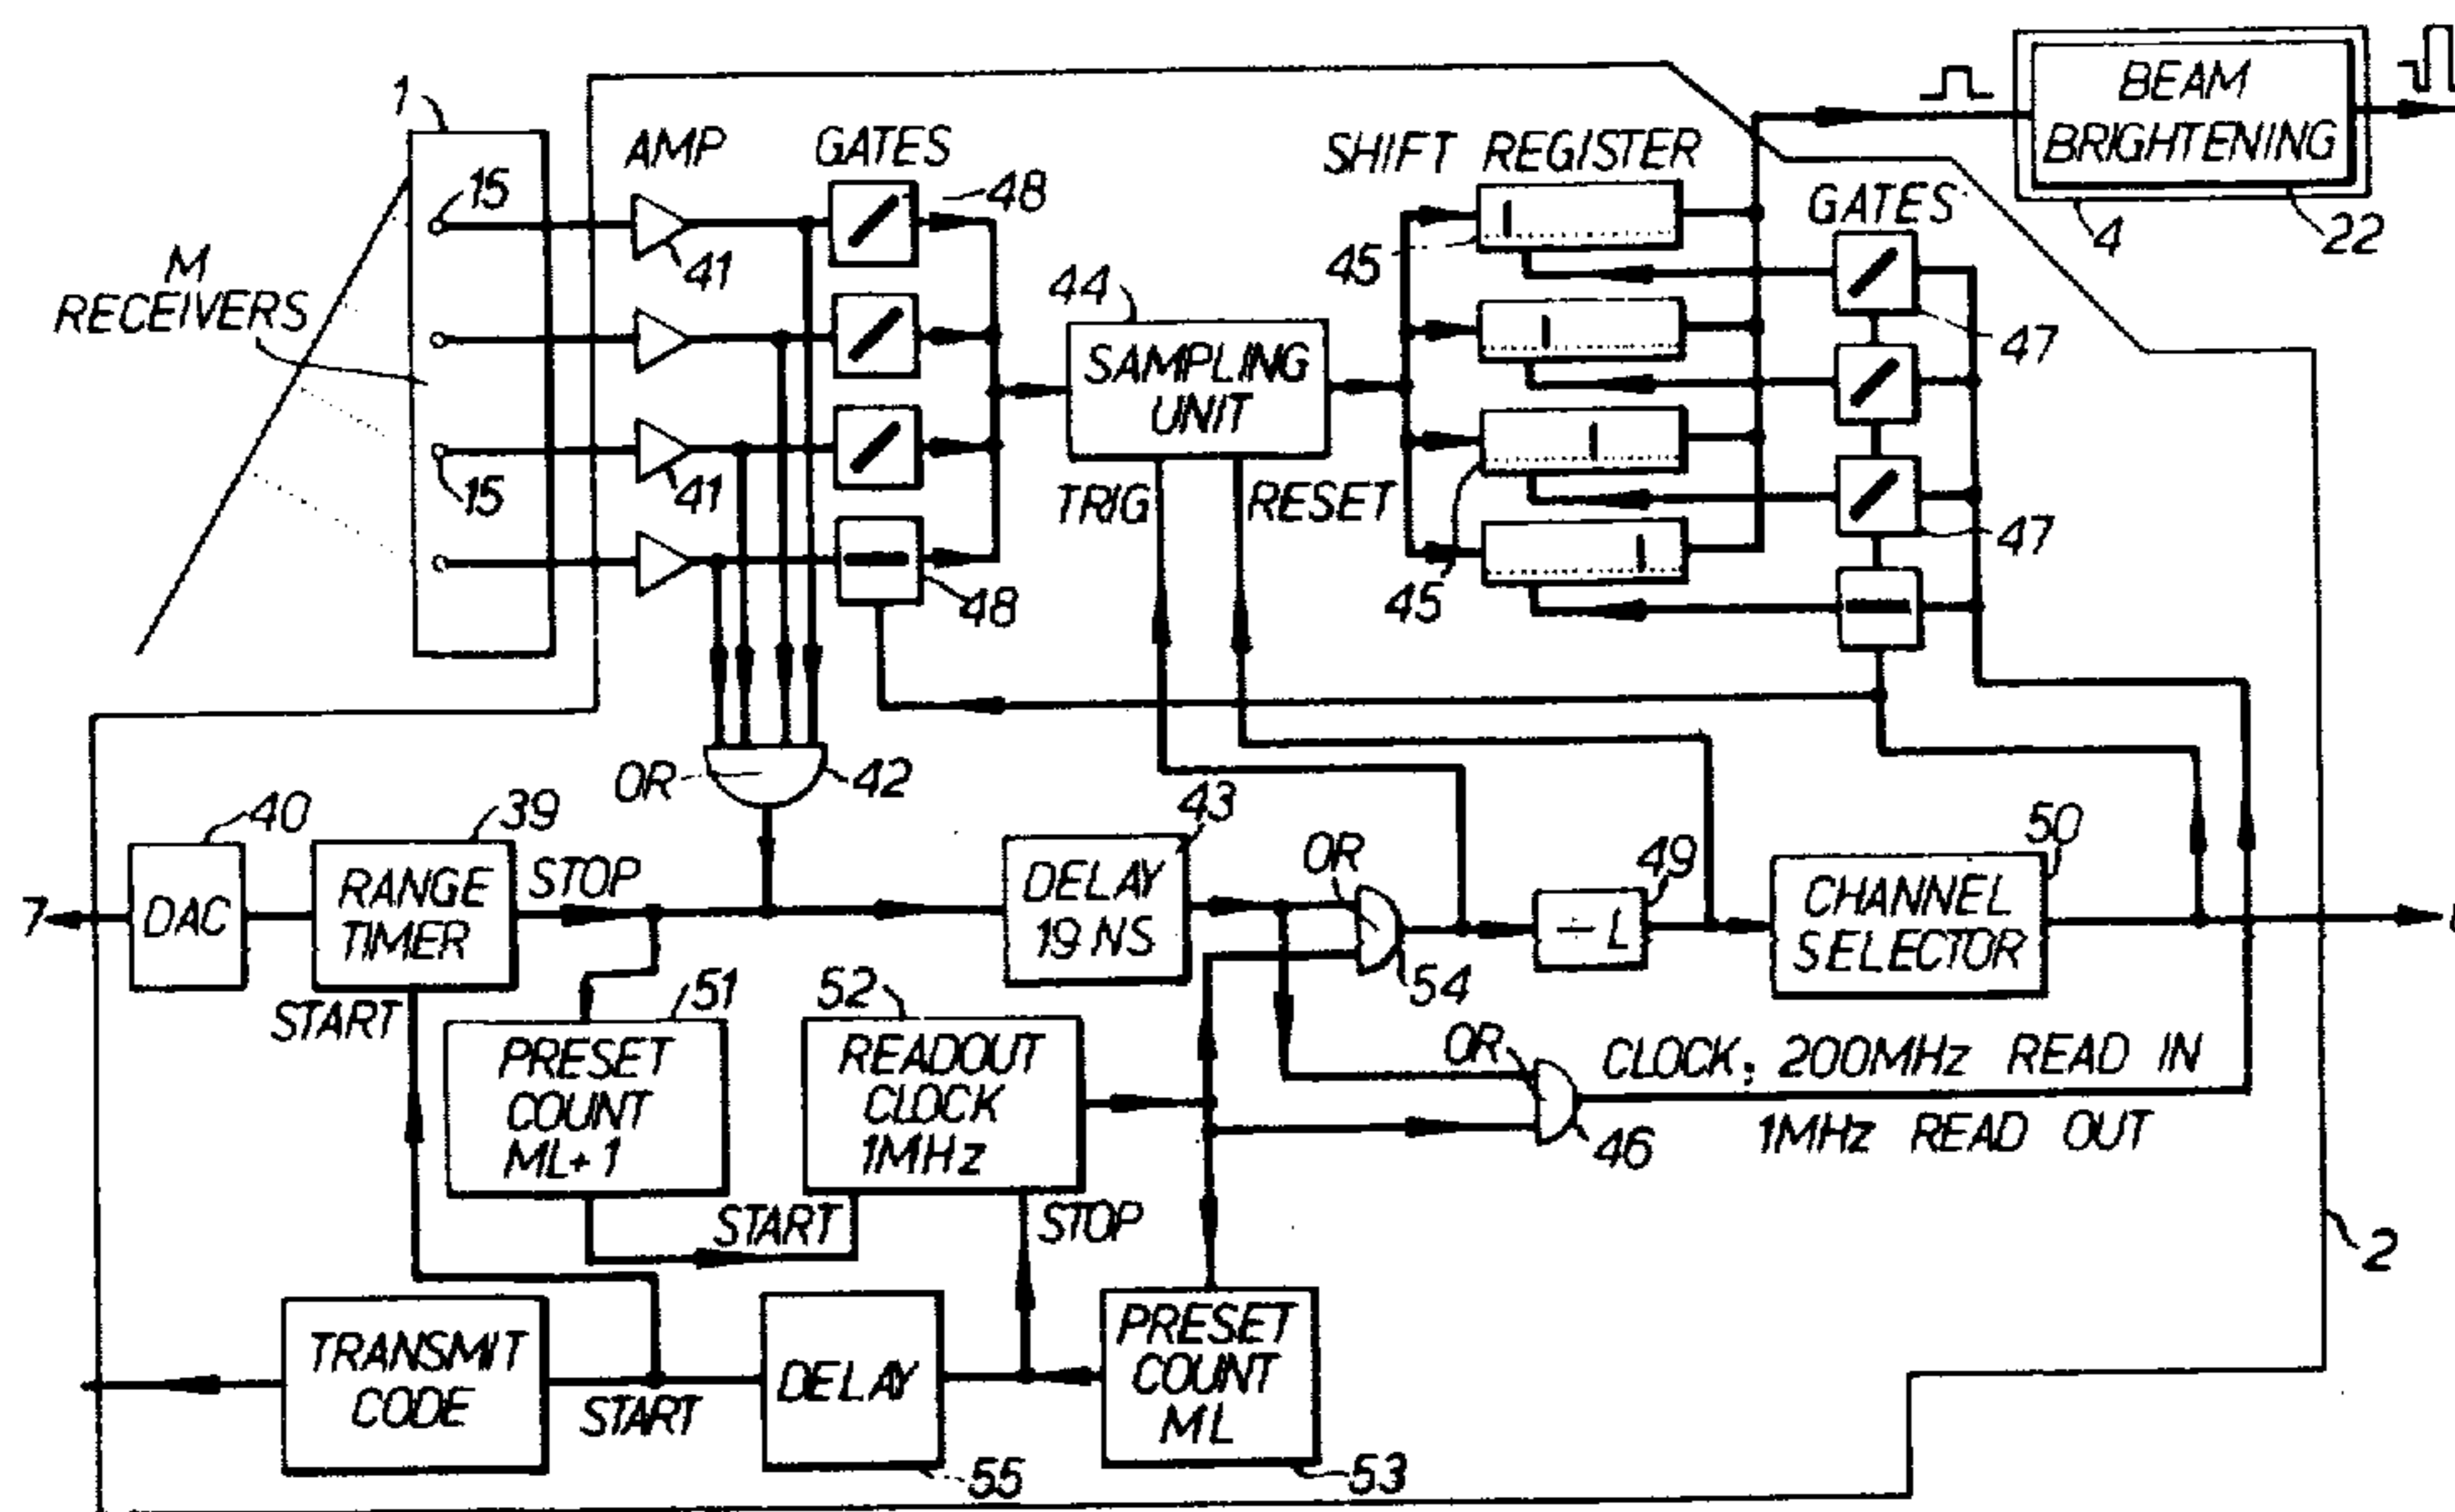 1
AMP
GATES
48
15
M
RECEIVERS
41
15
41
48
44
SAMPLING
UNIT
TRIG
RESET
SHIFT REGISTER
45
45
GATES
47
47
BEAM
BRIGHTENING
4
22
OR
42
40
DAC
7
39
RANGE
TIMER
STOP
START
43
DELAY
19 NS
OR
54
49
÷ L
50
CHANNEL
SELECTOR
51
PRESET
COUNT
ML+1
52
READOUT
CLOCK
1MHz
OR
46
CLOCK; 200MHz READ IN
1MHz READ OUT
START
STOP
2
TRANSMIT
CODE
START
DELAY
55
PRESET
COUNT
ML
53